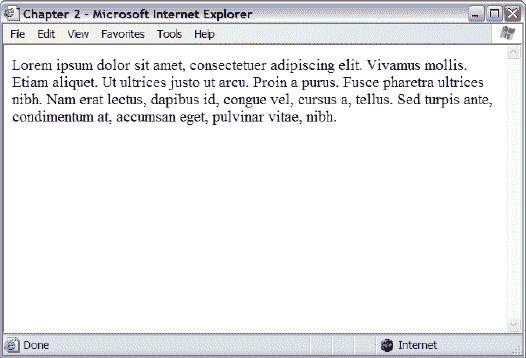 Chapter 2 - Microsoft Internet Explorer
File Edit View Favorites Tools Help
Lorem ipsum dolor sit amet, consectetuer adipiscing elit. Vivamus mollis.
Etiam aliquet. Ut ultrices justo ut arcu. Proin a purus. Fusce pharetra ultrices
nibh. Nam erat lectus, dapibus id, congue vel, cursus a, tellus. Sed turpis ante,
condimentum at, accumsan eget, pulvinar vitae, nibh.
Done Internet